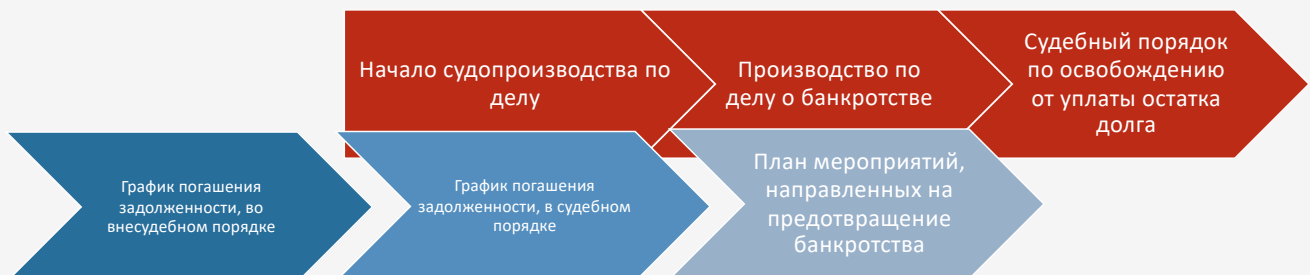 Начало судопроизводства по
делу
Производство по
делу о банкротстве
Судебный порядок
по освобождению
от уплаты остатка
долга
График погашения
задолженности, во
внесудебном порядке
График погашения
задолженности, в судебном
порядке
План мероприятий,
направленных на
предотвращение
банкротства